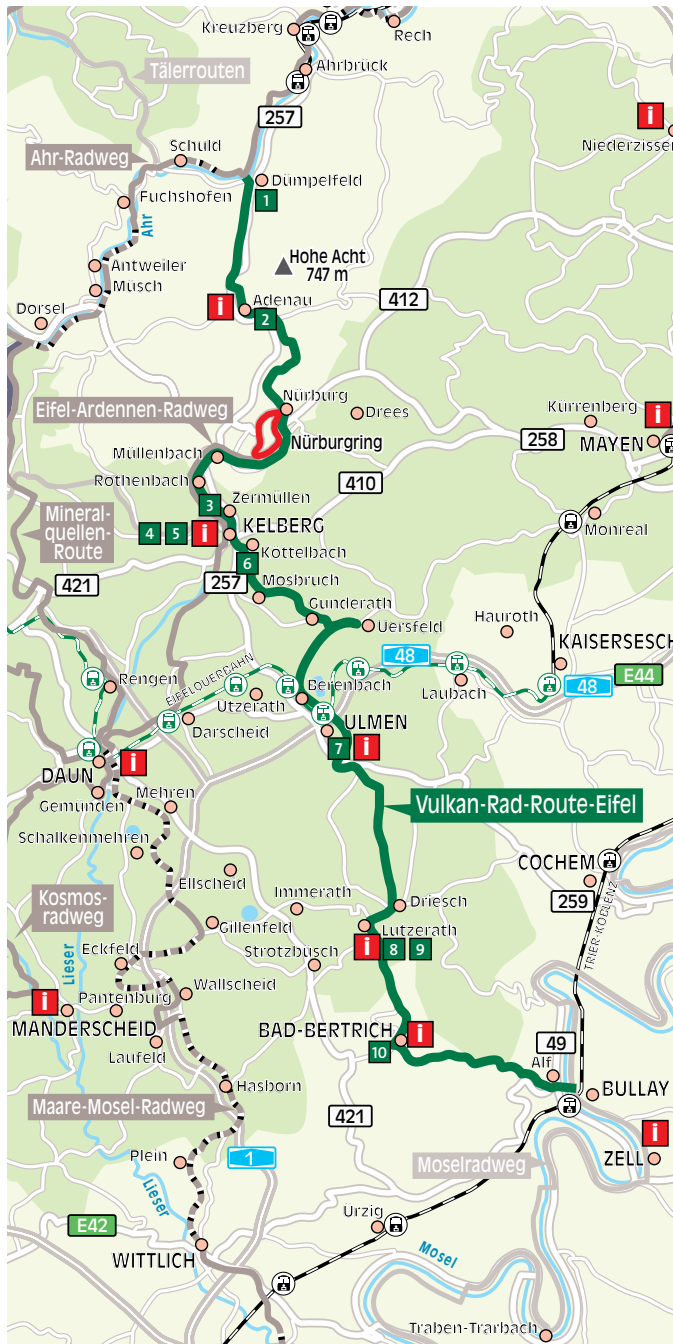 Kreuzberg
Rech
Tälerrouten
Ahrbrück
257
i
Niederzissen
Schuld
Ahr-Radweg
Dümpelfeld
1
Fuchshofen
Ahr
Hohe Acht
747 m
Antweiler
Müsch
412
i
Adenau
2
Dorsel
Nürburg
Drees
Kürrenberg
i
Eifel-Ardennen-Radweg
258
MAYEN
Nürburgring
Müllenbach
Rothenbach
410
Zermüllen
3
Mineral-
quellen-
Route
4
5
i
KELBERG
Monreal
Kottelbach
6
421
257
Mosbruch
Gunderath
Uersfeld
Hauroth
KAISERSESCH
48
EIFELQUERBAHN
Rengen
Berenbach
Laubach
48
E44
Utzerath
Darscheid
ULMEN
7
i
DAUN
i
Gemünden
Mehren
Vulkan-Rad-Route-Eifel
Schalkenmehren
COCHEM
Ellscheid
Kosmos-
radweg
Immerath
Driesch
259
TRIER-KOBLENZ
Gillenfeld
Lutzerath
i
8
9
Lieser
Eckfeld
Strotzbüsch
Wallscheid
i
Pantenburg
MANDERSCHEID
BAD-BERTRICH
i
Laufeld
10
49
Alf
Hasborn
BULLAY
Maare-Mosel-Radweg
421
i
Plein
1
Moselradweg
ZELL
Lieser
Ürzig
E42
WITTLICH
Mosel
Traben-Trarbach